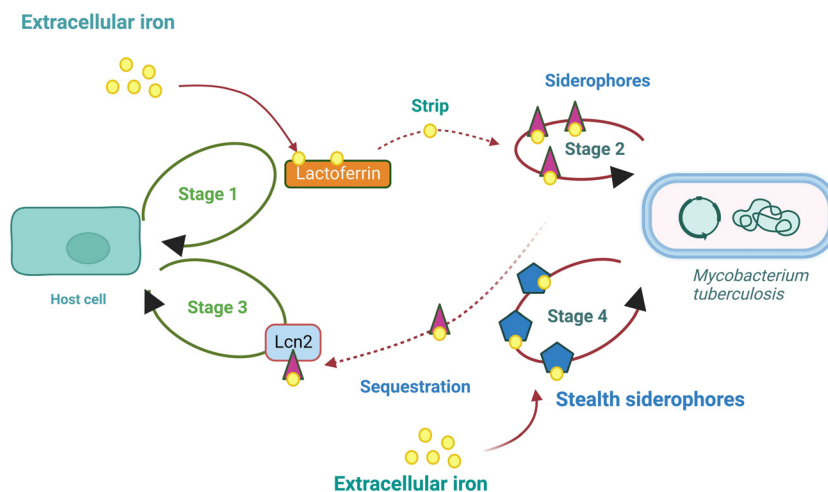 Extracellular iron
Siderophores
Strip
Stage 2
Lactoferrin
Stage 1
Mycobacterium
tuberculosis
Host cell
Stage 3
Stage 4
Lcn2
Sequestration
Stealth siderophores
Extracellular iron